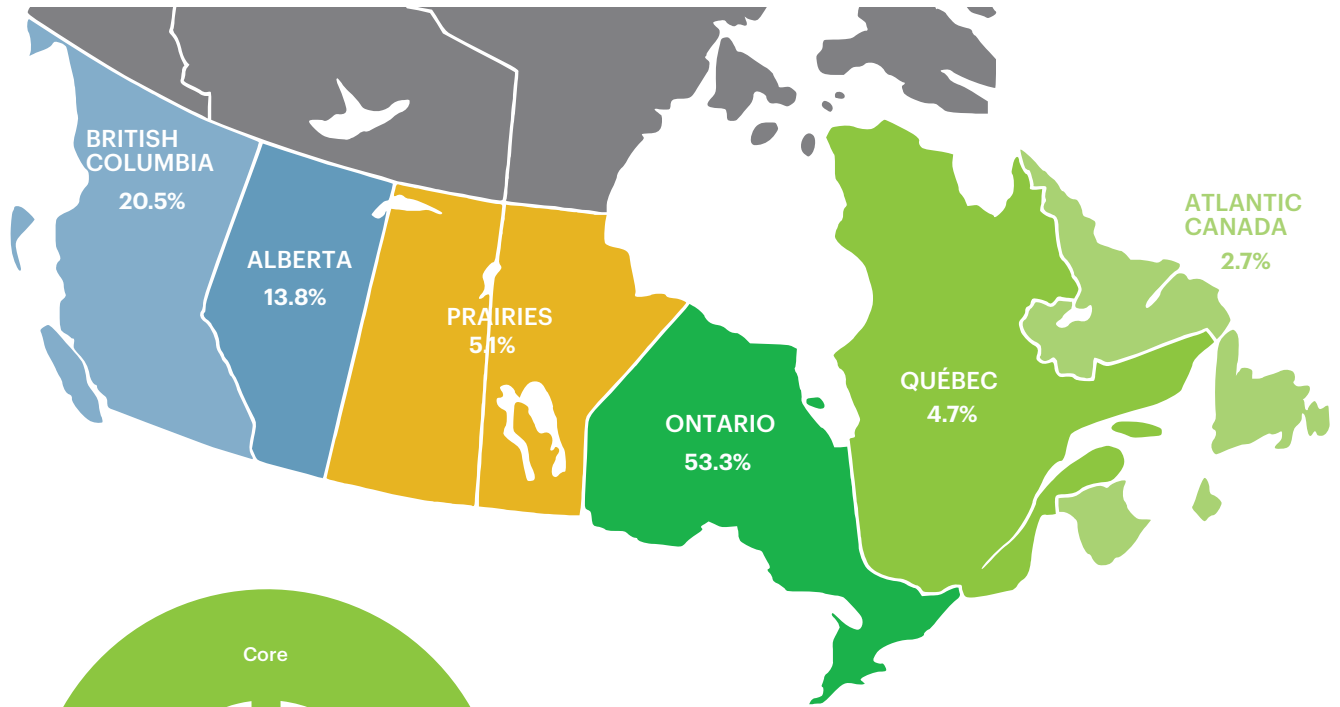 BRITISH
COLUMBIA
20.5%
ALBERTA
13.8%
PRAIRIES
5.1%
ONTARIO
53.3%
QUÉBEC
4.7%
ATLANTIC
CANADA
2.7%
Core